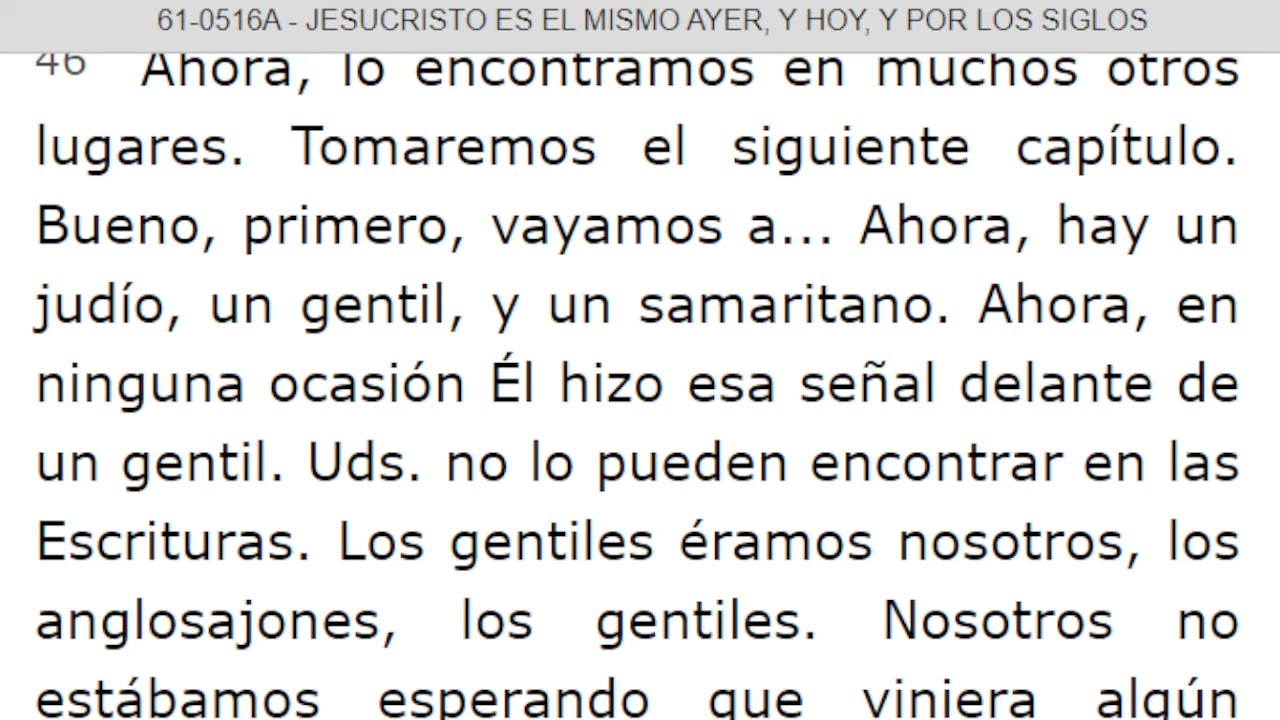 61-0516A - JESUCRISTO ES EL MISMO AYER, Y HOY, Y POR LOS SIGLOS
46 Ahora, lo encontramos en muchos otros
lugares. Tomaremos el siguiente capítulo.
Bueno, primero, vayamos a... Ahora, hay un
judío, un gentil, y un samaritano. Ahora, en
ninguna ocasión Él hizo esa señal delante de
un gentil. Uds. no lo pueden encontrar en las
Escrituras. Los gentiles éramos nosotros, los
anglosajones, los gentiles. Nosotros no
estábamos esperando que viniera algún